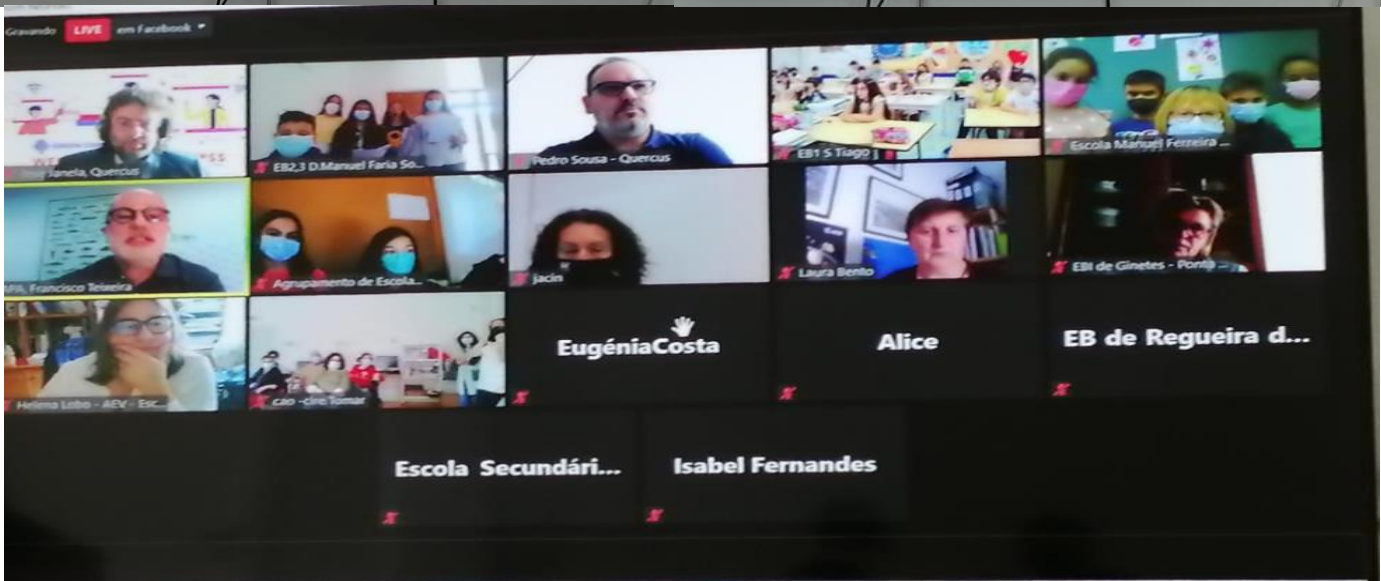 Gravando LIVE em Facebook
Janela, Quercus
EB2,3 D.Manuel Faria So...
Pedro Sousa - Quercus
EB1 S Tiago
Escola Manuel Ferreira ...
APA, Francisco Teixeira
Agrupamento de Escola...
jacin
Laura Bento
EBI de Ginetes - Ponta ...
Helena Lobo - AEV - Esc...
cao -cire Tomar
EugéniaCosta
Alice
EB de Regueira d...
Escola Secundári...
Isabel Fernandes